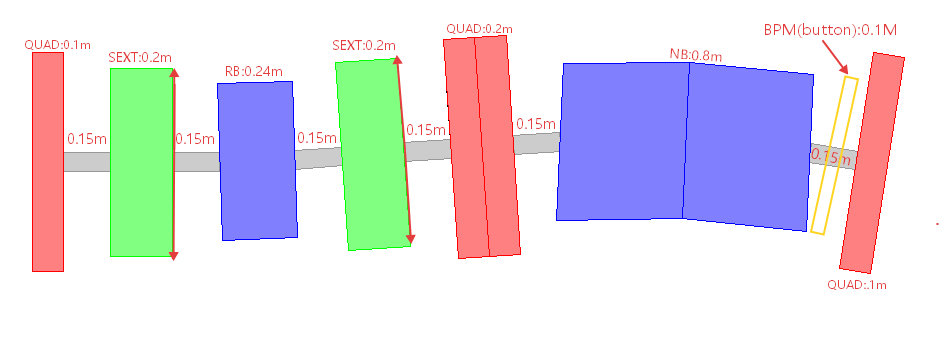 QUAD:0.1m
SEXT:0.2m
RB:0.24m
SEXT:0.2m
QUAD:0.2m
NB:0.8m
BPM(button):0.1M
0.15m
0.15m
0.15m
0.15m
0.15m
0.15m
QUAD:.1m